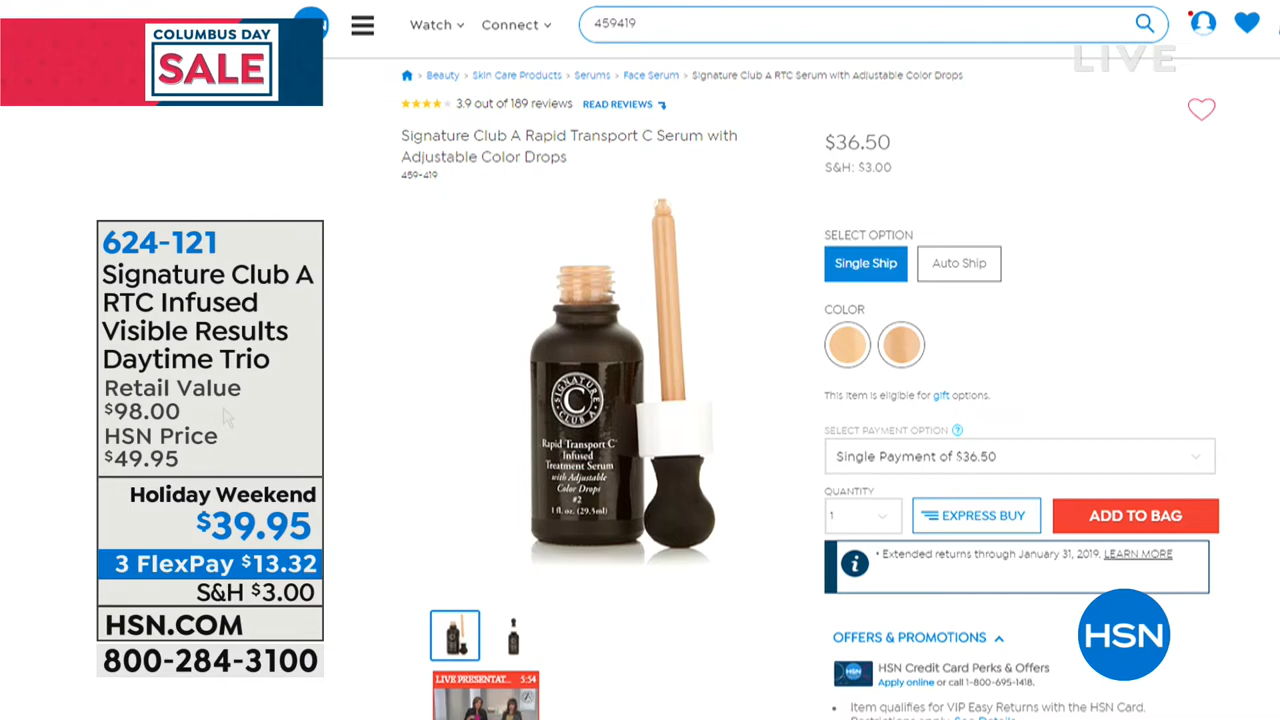 COLUMBUS DAY
SALE
Watch
Connect
459419
LIVE
Beauty > Skin Care Products > Serums > Face Serum > Signature Club A RTC Serum with Adjustable Color Drops
3.9 out of 189 reviews READ REVIEWS
Signature Club A Rapid Transport C Serum with
Adjustable Color Drops
459-419
$36.50
S&H: $3.00
SELECT OPTION
Single Ship
Auto Ship
COLOR
This item is eligible for gift options.
SELECT PAYMENT OPTION ?
Single Payment of $36.50
QUANTITY
1
EXPRESS BUY
ADD TO BAG
• Extended returns through January 31, 2019. LEARN MORE
OFFERS & PROMOTIONS
HSN Credit Card Perks & Offers
Apply online or call 1-800-695-1418.
• Item qualifies for VIP Easy Returns with the HSN Card.
Restrictions apply. See Details
SIGNATURE
C
CLUB A
Rapid Transport C
Infused
Treatment Serum
with Adjustable
Color Drops
#2
1 fl. oz. (29.5ml)
LIVE PRESENTAT... 5:54
624-121
Signature Club A
RTC Infused
Visible Results
Daytime Trio
Retail Value
$98.00
HSN Price
$49.95
Holiday Weekend
$39.95
3 FlexPay $13.32
S&H $3.00
HSN.COM
800-284-3100
HSN